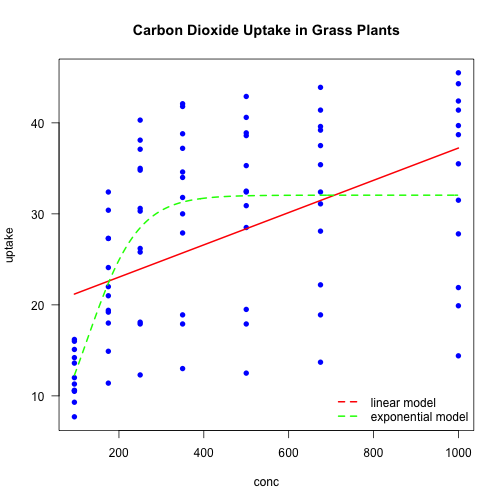 Carbon Dioxide Uptake in Grass Plants
40
30
20
10
uptake
linear model
exponential model
200 400 600 800 1000
conc